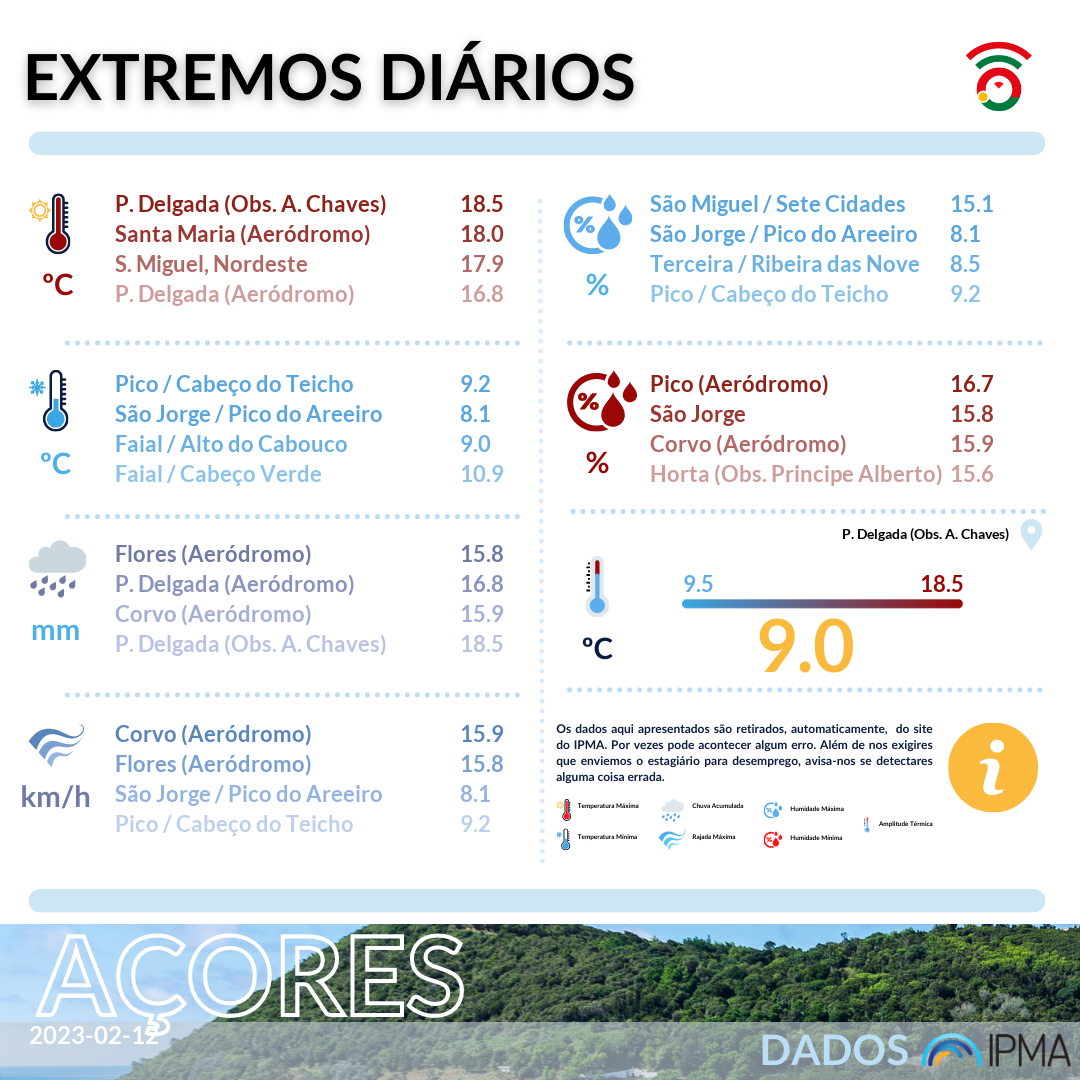 EXTREMOS DIÁRIOS
P. Delgada (Obs. A. Chaves) 18.5
Santa Maria (Aeródromo) 18.0
S. Miguel, Nordeste 17.9
P. Delgada (Aeródromo) 16.8
ºC
Pico / Cabeço do Teicho 9.2
São Jorge / Pico do Areeiro 8.1
Faial / Alto do Cabouco 9.0
Faial / Cabeço Verde 10.9
ºC
Flores (Aeródromo) 15.8
P. Delgada (Aeródromo) 16.8
Corvo (Aeródromo) 15.9
P. Delgada (Obs. A. Chaves) 18.5
mm
Corvo (Aeródromo) 15.9
Flores (Aeródromo) 15.8
São Jorge / Pico do Areeiro 8.1
Pico / Cabeço do Teicho 9.2
km/h
%
São Miguel / Sete Cidades 15.1
São Jorge / Pico do Areeiro 8.1
Terceira / Ribeira das Nove 8.5
Pico / Cabeço do Teicho 9.2
%
%
Pico (Aeródromo) 16.7
São Jorge 15.8
Corvo (Aeródromo) 15.9
Horta (Obs. Principe Alberto) 15.6
%
P. Delgada (Obs. A. Chaves)
9.5 18.5
9.0
ºC
Os dados aqui apresentados são retirados, automaticamente, do site
do IPMA. Por vezes pode acontecer algum erro. Além de nos exigires
que enviemos o estagiário para desemprego, avisa-nos se detectares
alguma coisa errada.
i
Temperatura Máxima Chuva Acumulada Humidade Máxima
Amplitude Térmica
Temperatura Mínima Rajada Máxima Humidade Mínima
AÇORES
2023-02-12
DADOS IPMA